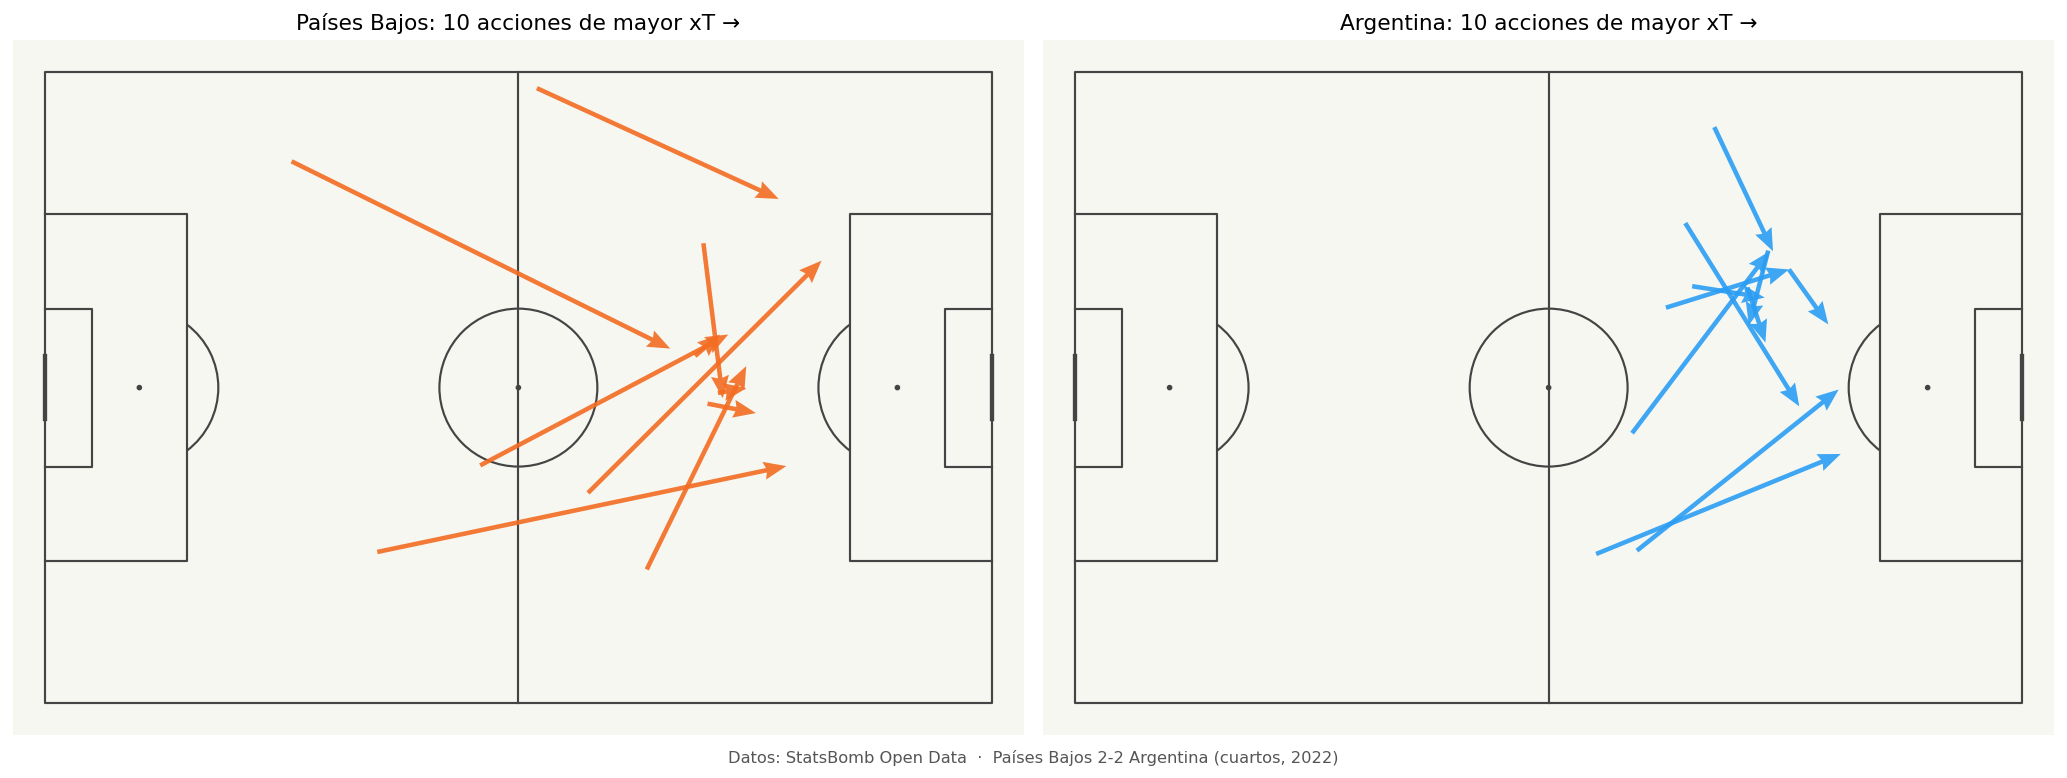 Países Bajos: 10 acciones de mayor xT →
Argentina: 10 acciones de mayor xT →
Datos: StatsBomb Open Data  ·  Países Bajos 2-2 Argentina (cuartos, 2022)